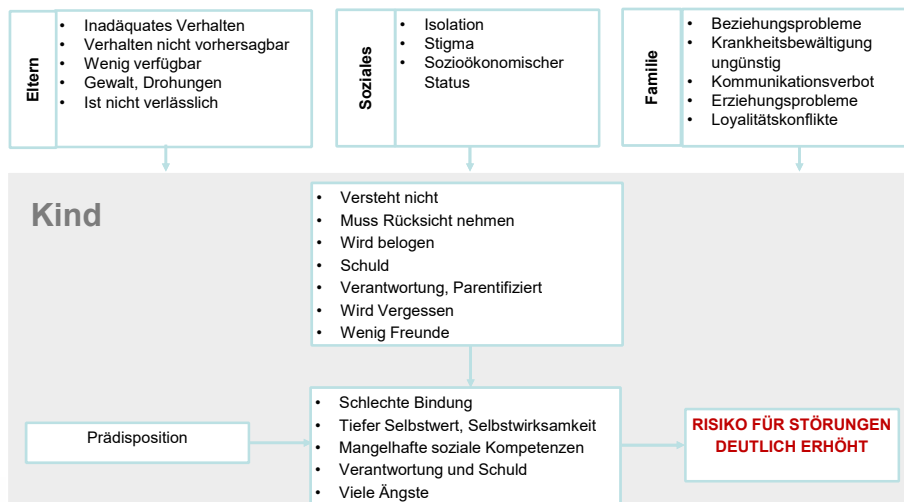 Eltern
• Inadäquates Verhalten
• Verhalten nicht vorhersagbar
• Wenig verfügbar
• Gewalt, Drohungen
• Ist nicht verlässlich
Soziales
• Isolation
• Stigma
• Sozioökonomischer
Status
Familie
• Beziehungsprobleme
• Krankheitsbewältigung
ungünstig
• Kommunikationsverbot
• Erziehungsprobleme
• Loyalitätskonflikte
Kind
• Versteht nicht
• Muss Rücksicht nehmen
• Wird belogen
• Schuld
• Verantwortung, Parentifiziert
• Wird Vergessen
• Wenig Freunde
Prädisposition
• Schlechte Bindung
• Tiefer Selbstwert, Selbstwirksamkeit
• Mangelhafte soziale Kompetenzen
• Verantwortung und Schuld
• Viele Ängste
RISIKO FÜR STÖRUNGEN
DEUTLICH ERHÖHT